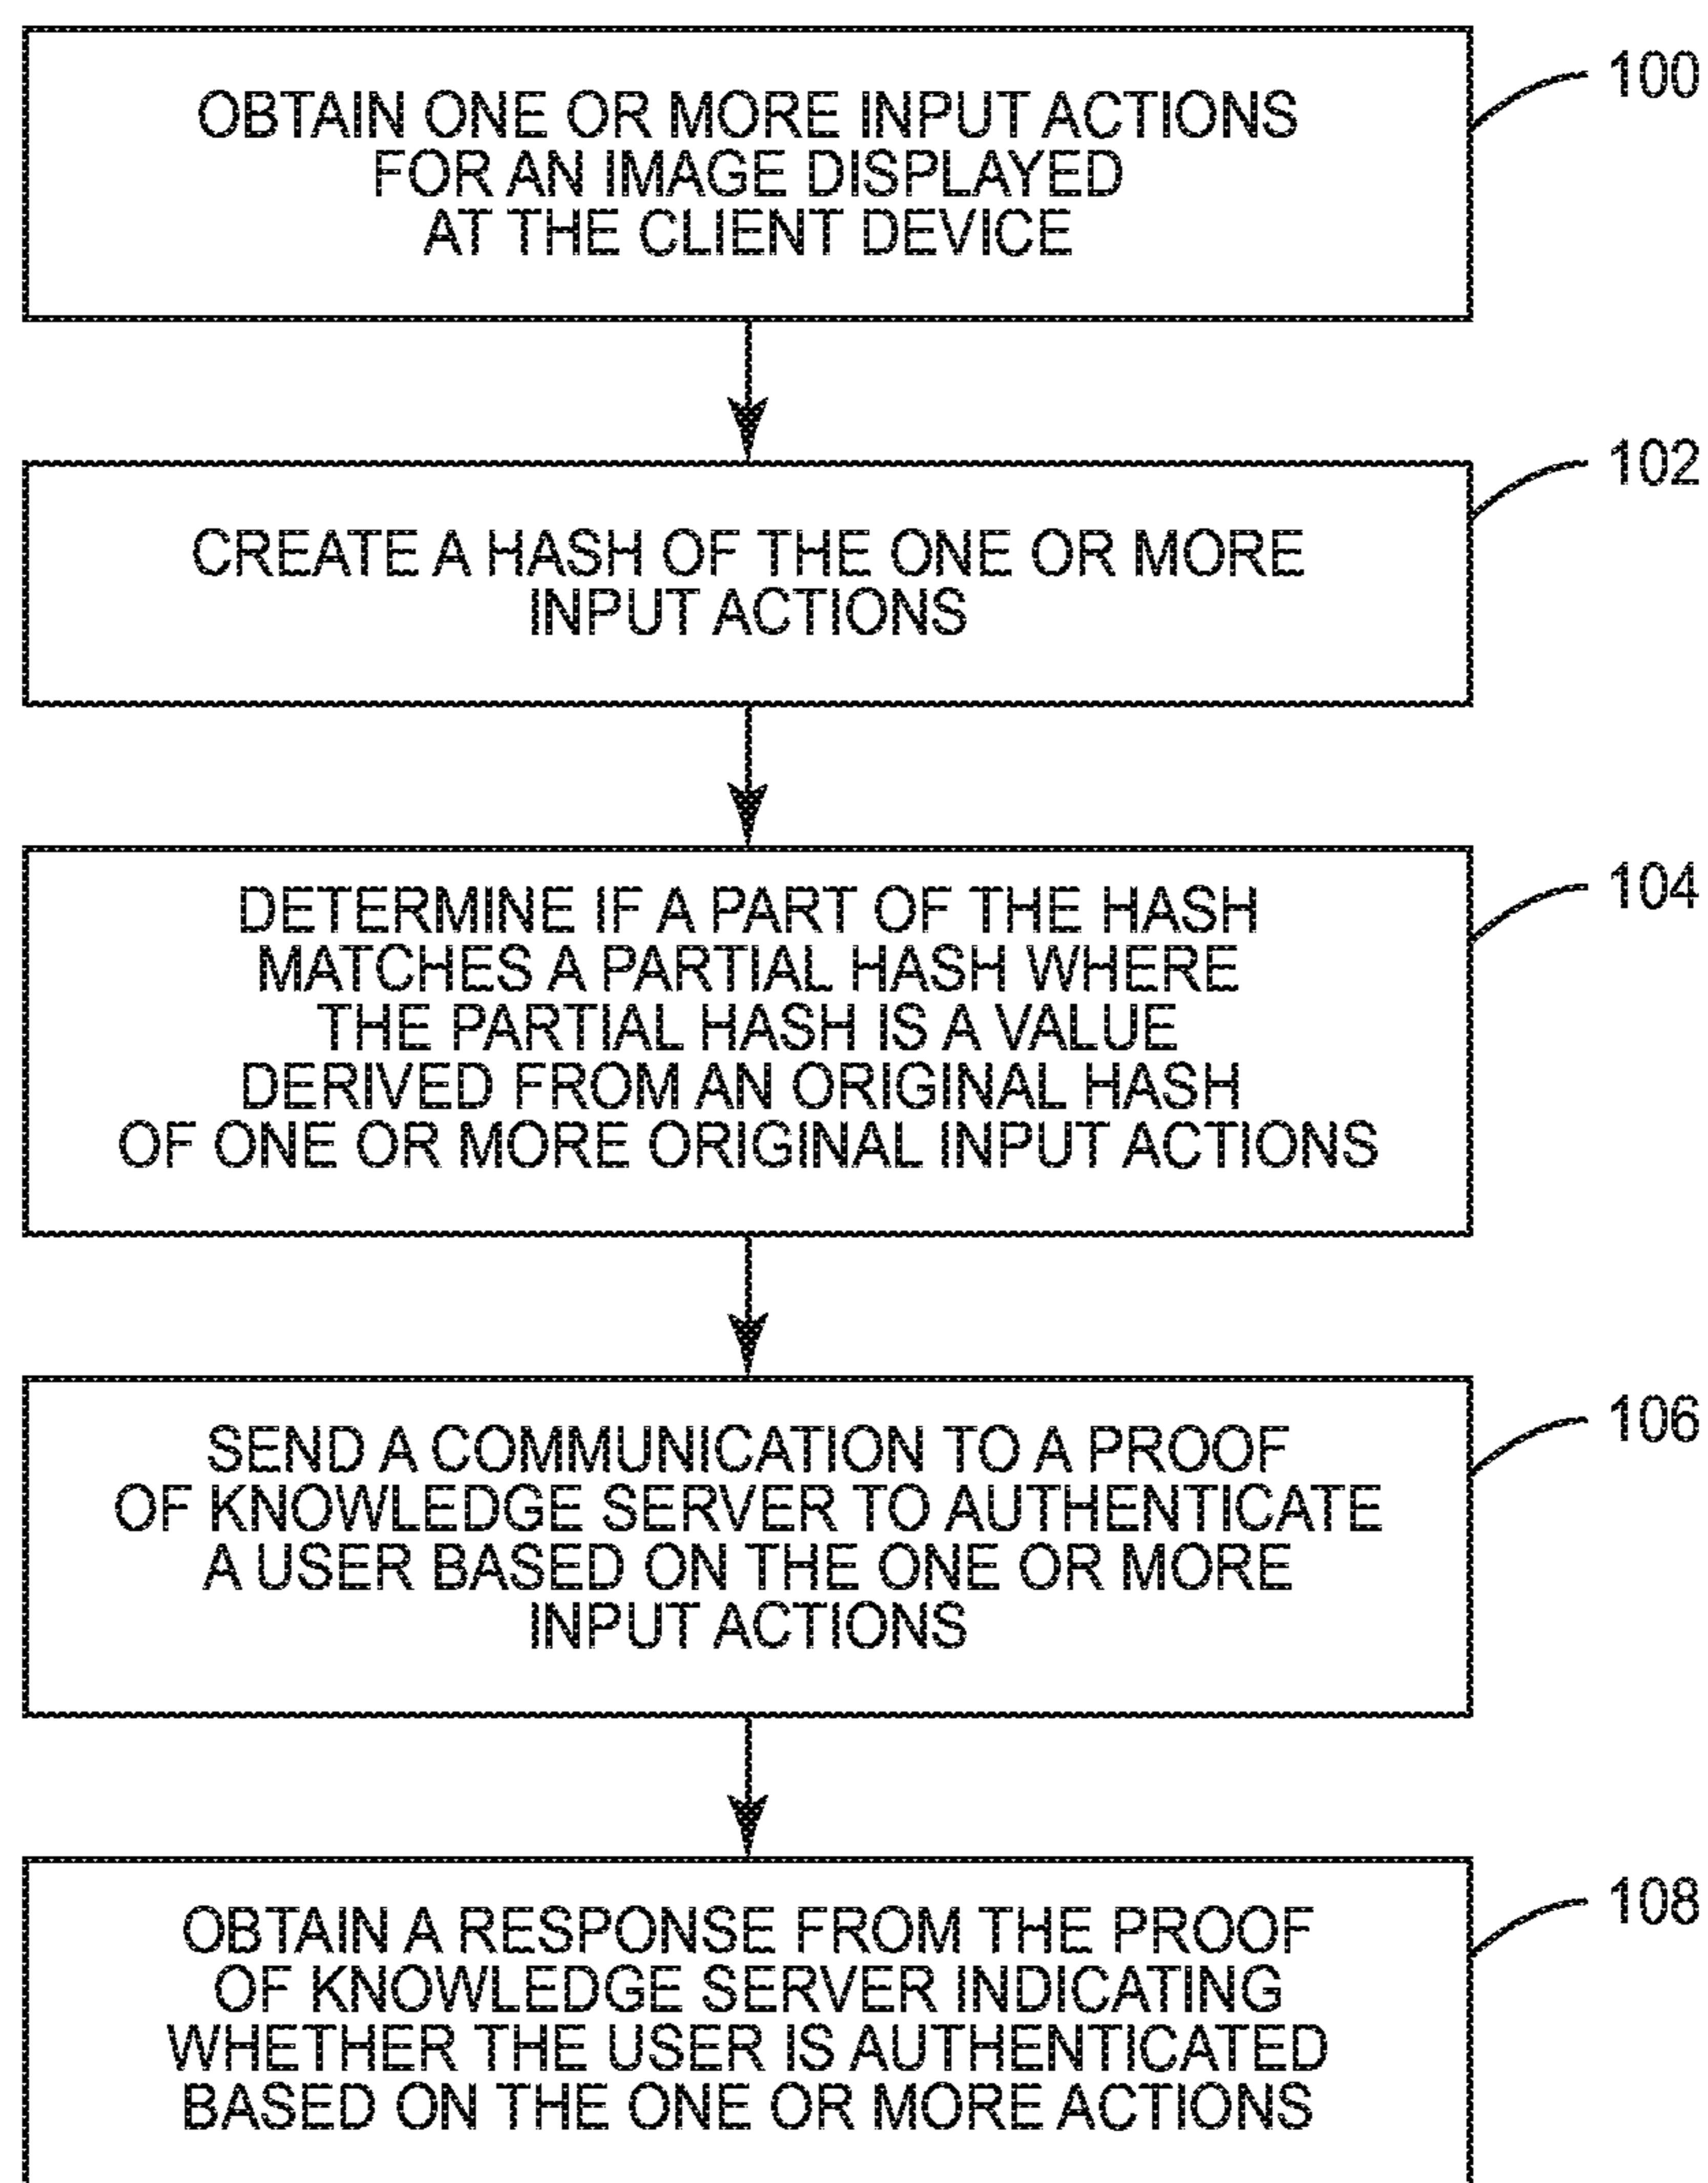 OBTAIN ONE OR MORE INPUT ACTIONS
FOR AN IMAGE DISPLAYED
AT THE CLIENT DEVICE
100
CREATE A HASH OF THE ONE OR MORE
INPUT ACTIONS
102
DETERMINE IF A PART OF THE HASH
MATCHES A PARTIAL HASH WHERE
THE PARTIAL HASH IS A VALUE
DERIVED FROM AN ORIGINAL HASH
OF ONE OR MORE ORIGINAL INPUT ACTIONS
104
SEND A COMMUNICATION TO A PROOF
OF KNOWLEDGE SERVER TO AUTHENTICATE
A USER BASED ON THE ONE OR MORE
INPUT ACTIONS
106
OBTAIN A RESPONSE FROM THE PROOF
OF KNOWLEDGE SERVER INDICATING
WHETHER THE USER IS AUTHENTICATED
BASED ON THE ONE OR MORE ACTIONS
108